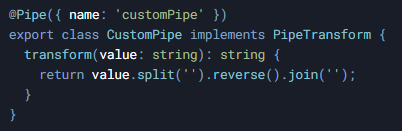 @Pipe({ name: 'customPipe' })
export class CustomPipe implements PipeTransform {
  transform(value: string): string {
    return value.split('').reverse().join('');
  }
}